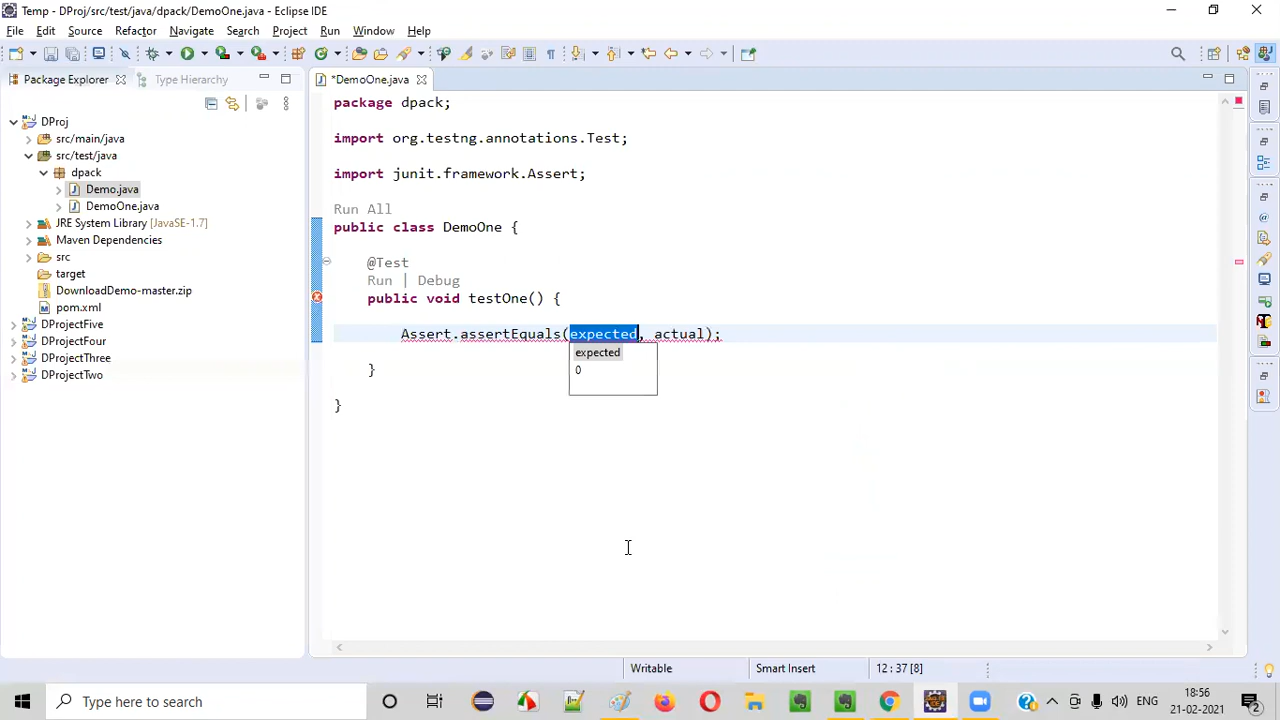 Temp - DProj/src/test/java/dpack/DemoOne.java - Eclipse IDE
File Edit Source Refactor Navigate Search Project Run Window Help
Package Explorer Type Hierarchy
*DemoOne.java
DProj
src/main/java
src/test/java
dpack
Demo.java
DemoOne.java
JRE System Library [JavaSE-1.7]
Maven Dependencies
src
target
DownloadDemo-master.zip
pom.xml
DProjectFive
DProjectFour
DProjectThree
DProjectTwo
package dpack;
import org.testng.annotations.Test;
import junit.framework.Assert;
Run All
public class DemoOne {
@Test
Run | Debug
public void testOne() {
Assert.assertEquals(expected, actual);
expected
0
}
}
Writable Smart Insert 12 : 37 [8]
Type here to search
ENG
18:56
21-02-2021
2